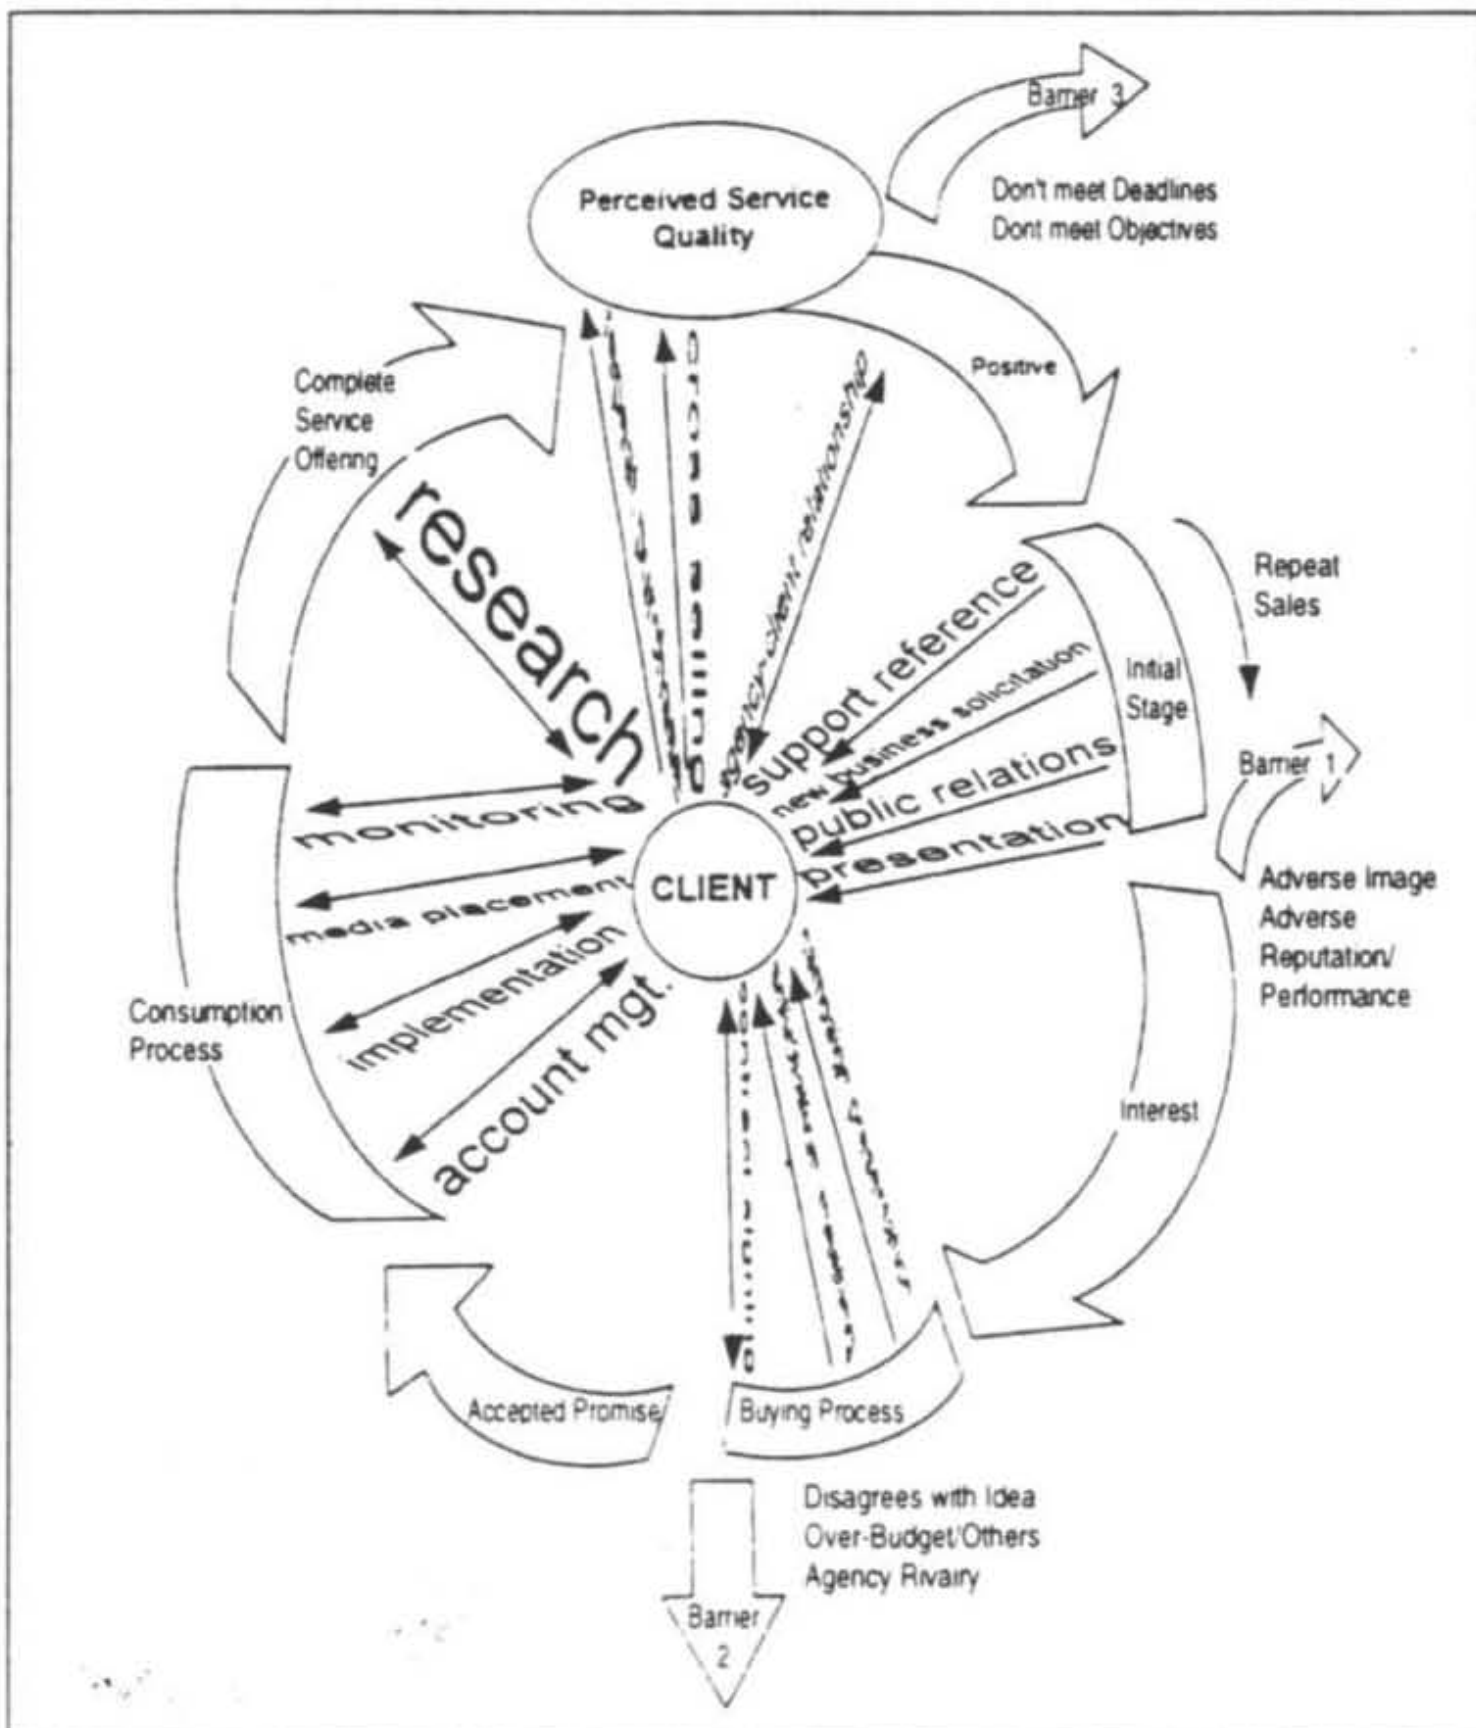 Barrier 3
Perceived Service
Quality
Don't meet Deadlines
Dont meet Objectives
Positive
Complete
Service
Offering
research
agency/client relationship
support reference
new business solicitation
public relations
presentation
Initial
Stage
Repeat
Sales
Barrier 1
Adverse Image
Adverse
Reputation/
Performance
monitoring
media placement
implementation
account mgt.
CLIENT
Consumption
Process
Interest
Accepted Promise
Buying Process
Disagrees with Idea
Over-Budget/Others
Agency Rivalry
Barrier
2